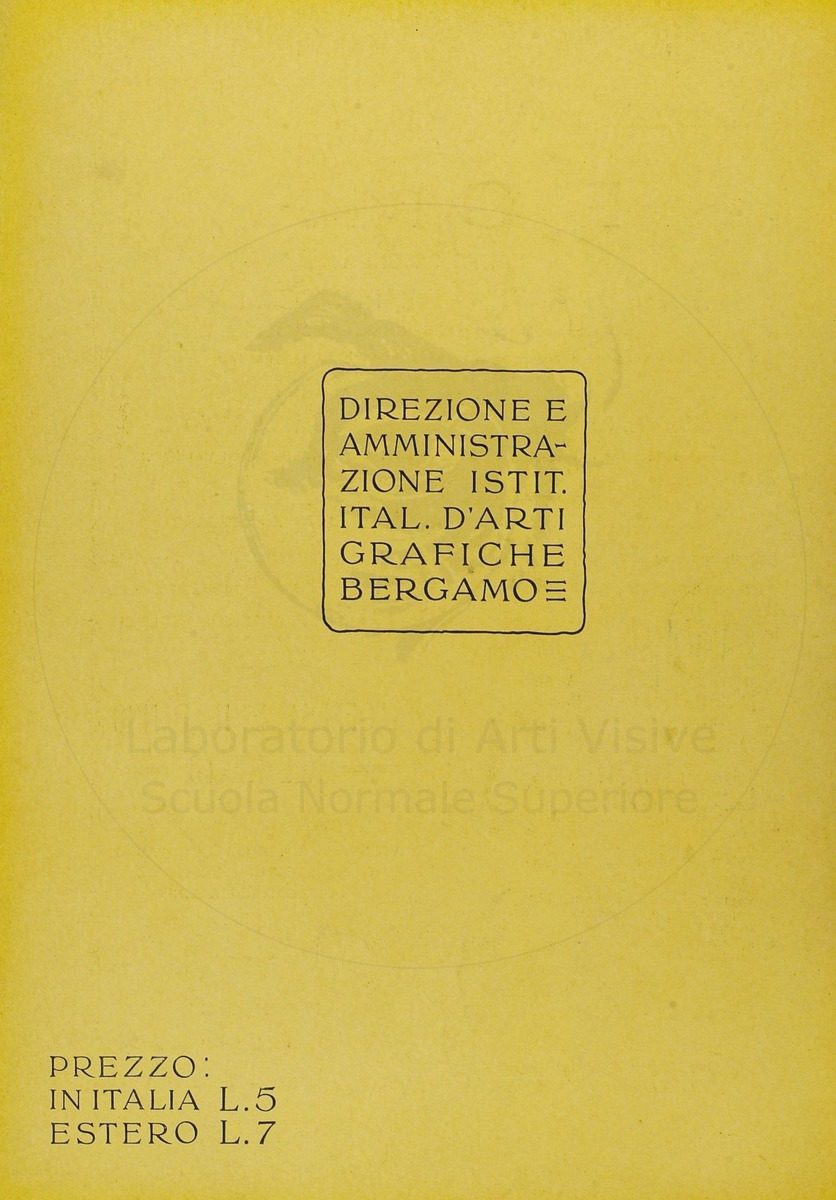 DIREZIONE E
AMMINISTRA-
ZIONE ISTIT.
ITAL. D'ARTI
GRAFICHE
BERGAMO
Laboratorio di Arti Visive
Scuola Normale Superiore
PREZZO:
IN ITALIA L.5
ESTERO L.7